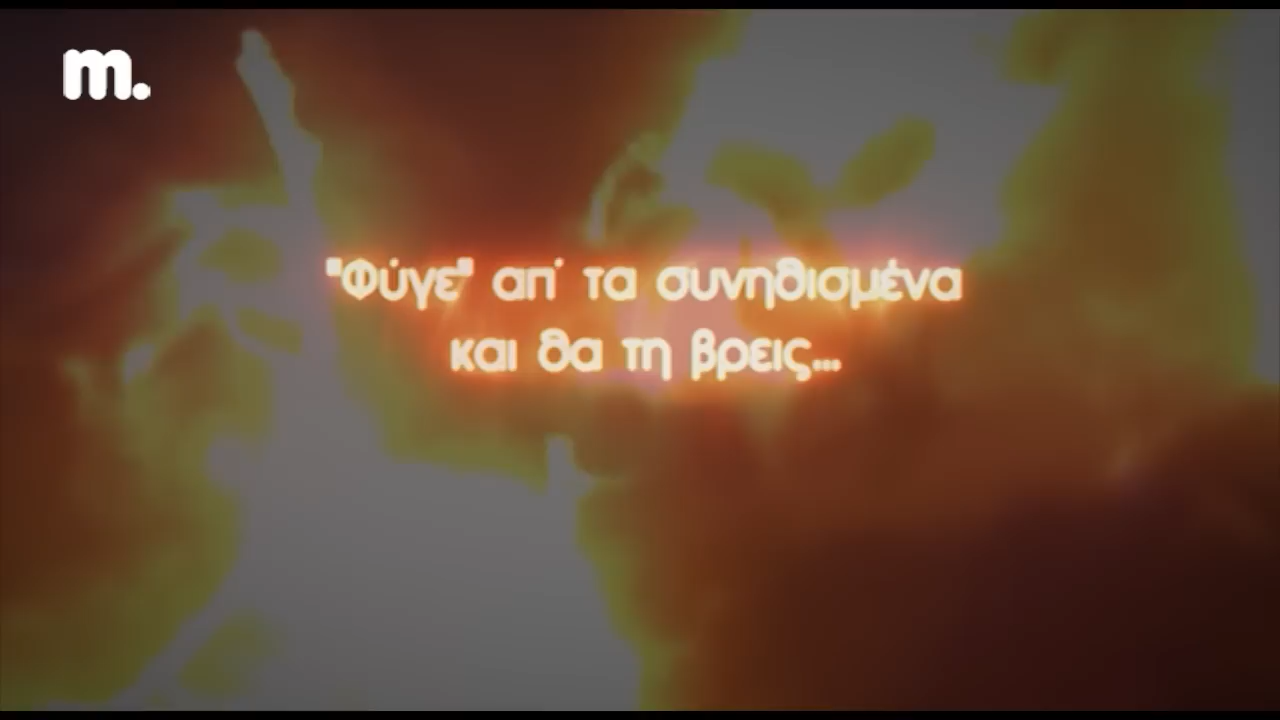 m.
"Φύγε" απ΄ τα συνηθισμένα
και θα τη βρεις...